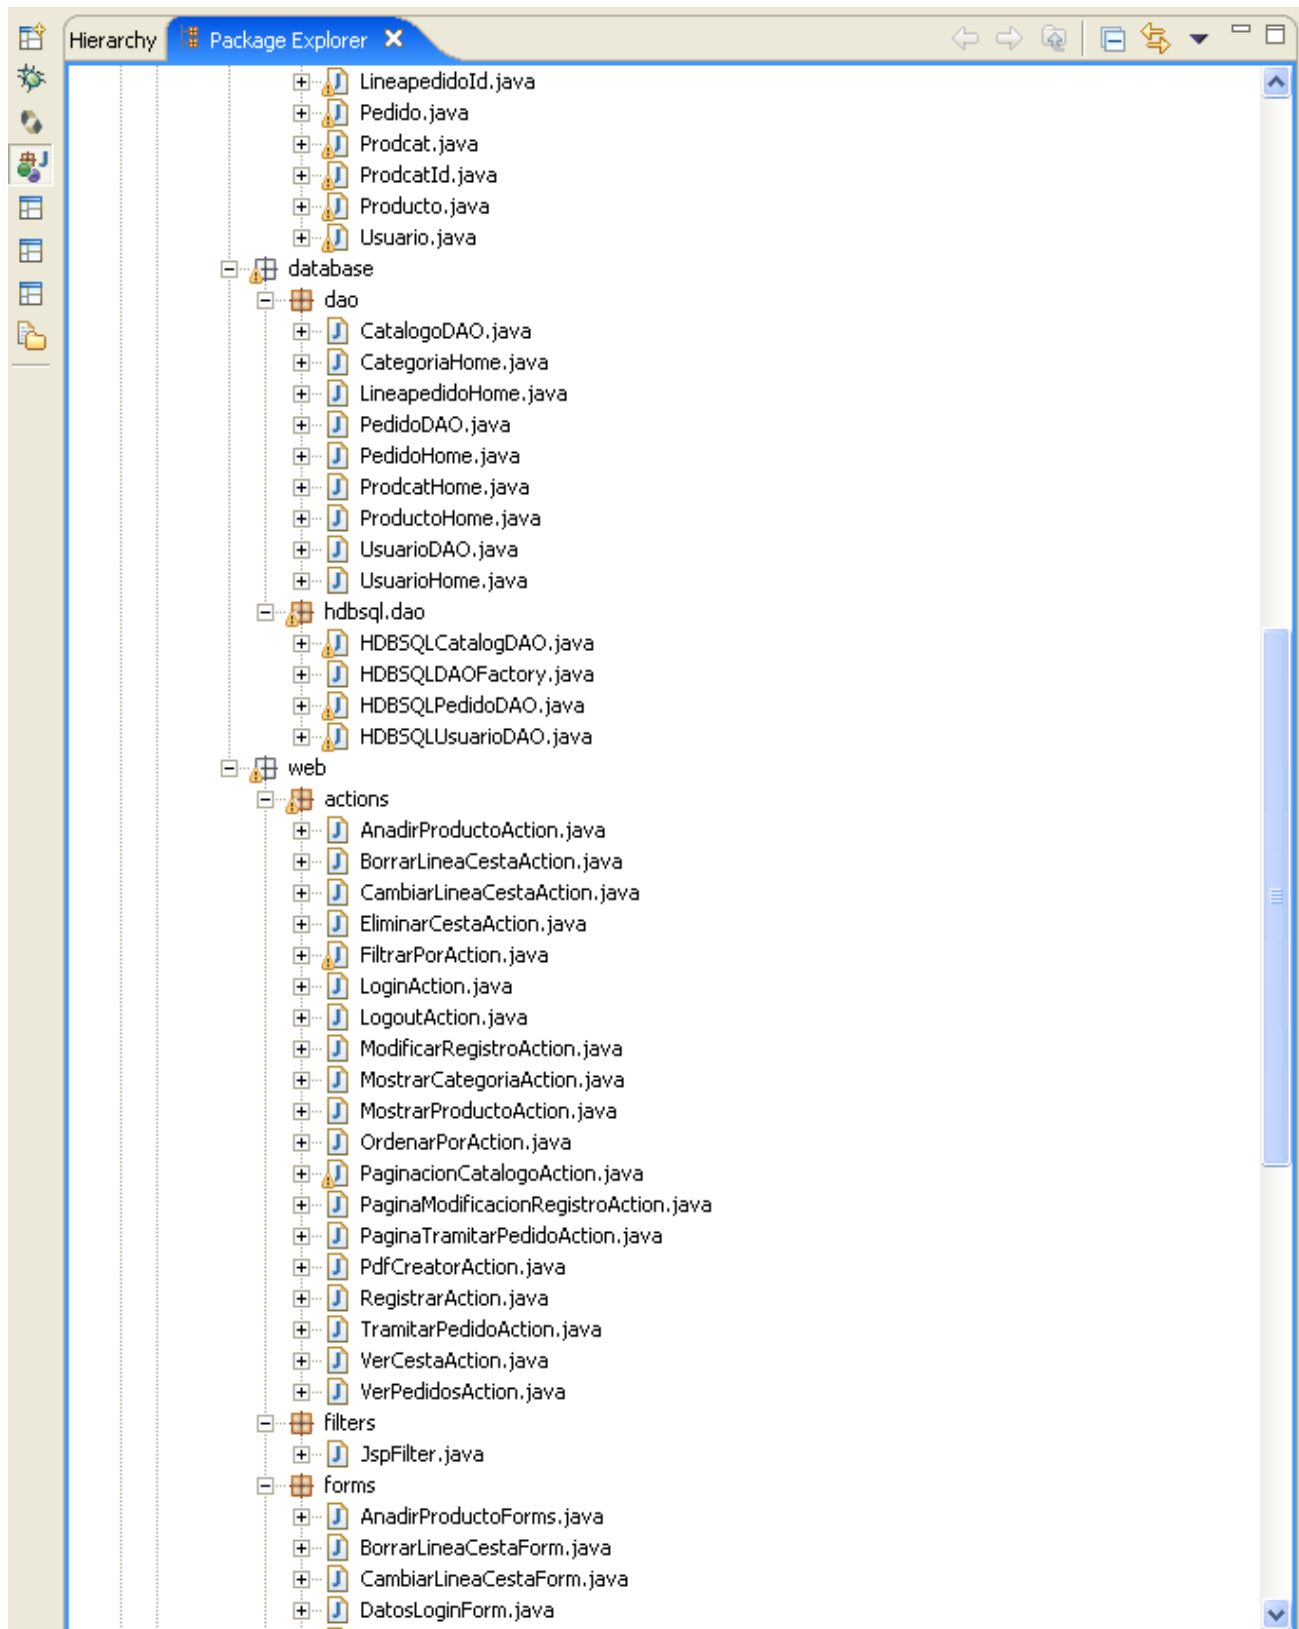 Hierarchy Package Explorer
LineapedidoId.java
Pedido.java
Prodcat.java
ProdcatId.java
Producto.java
Usuario.java
database
dao
CatalogoDAO.java
CategoriaHome.java
LineapedidoHome.java
PedidoDAO.java
PedidoHome.java
ProdcatHome.java
ProductoHome.java
UsuarioDAO.java
UsuarioHome.java
hdbsql.dao
HDBSQLCatalogDAO.java
HDBSQLDAOFactory.java
HDBSQLPedidoDAO.java
HDBSQLUsuarioDAO.java
web
actions
AnadirProductoAction.java
BorrarLineaCestaAction.java
CambiarLineaCestaAction.java
EliminarCestaAction.java
FiltrarPorAction.java
LoginAction.java
LogoutAction.java
ModificarRegistroAction.java
MostrarCategoriaAction.java
MostrarProductoAction.java
OrdenarPorAction.java
PaginacionCatalogoAction.java
PaginaModificacionRegistroAction.java
PaginaTramitarPedidoAction.java
PdfCreatorAction.java
RegistrarAction.java
TramitarPedidoAction.java
VerCestaAction.java
VerPedidosAction.java
filters
JspFilter.java
forms
AnadirProductoForms.java
BorrarLineaCestaForm.java
CambiarLineaCestaForm.java
DatosLoginForm.java